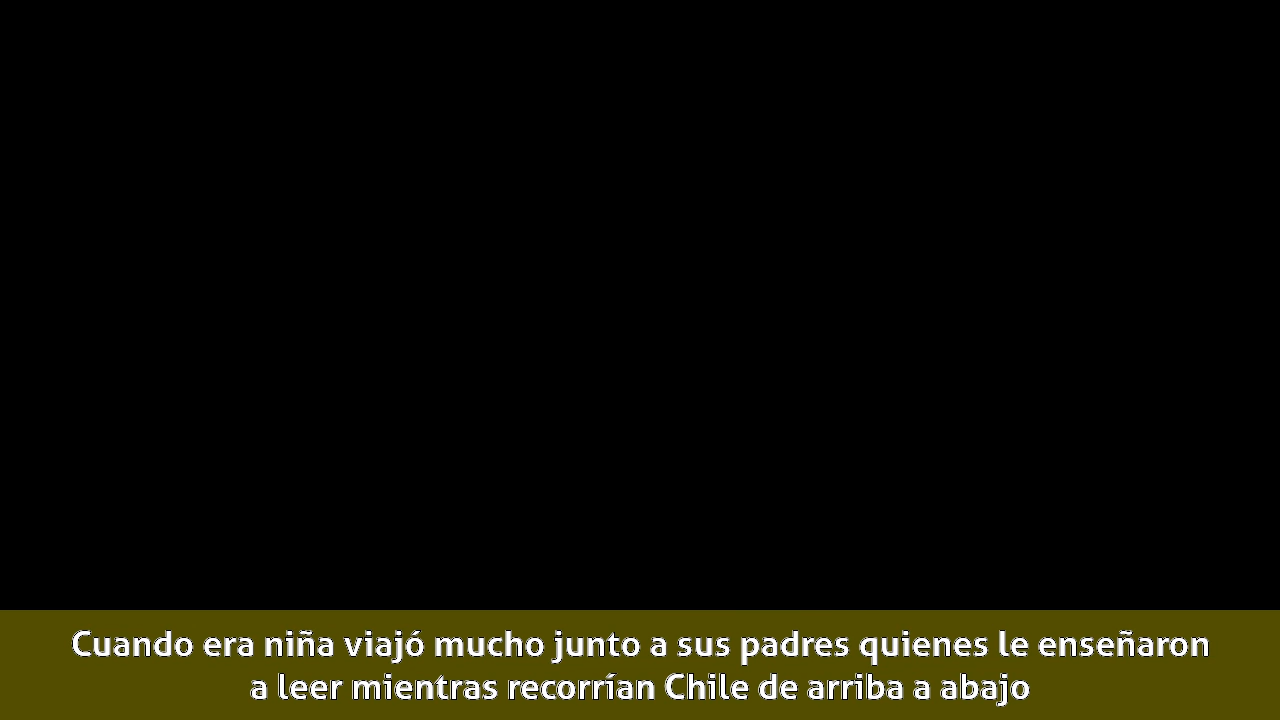 Cuando era niña viajó mucho junto a sus padres quienes le enseñaron
a leer mientras recorrían Chile de arriba a abajo